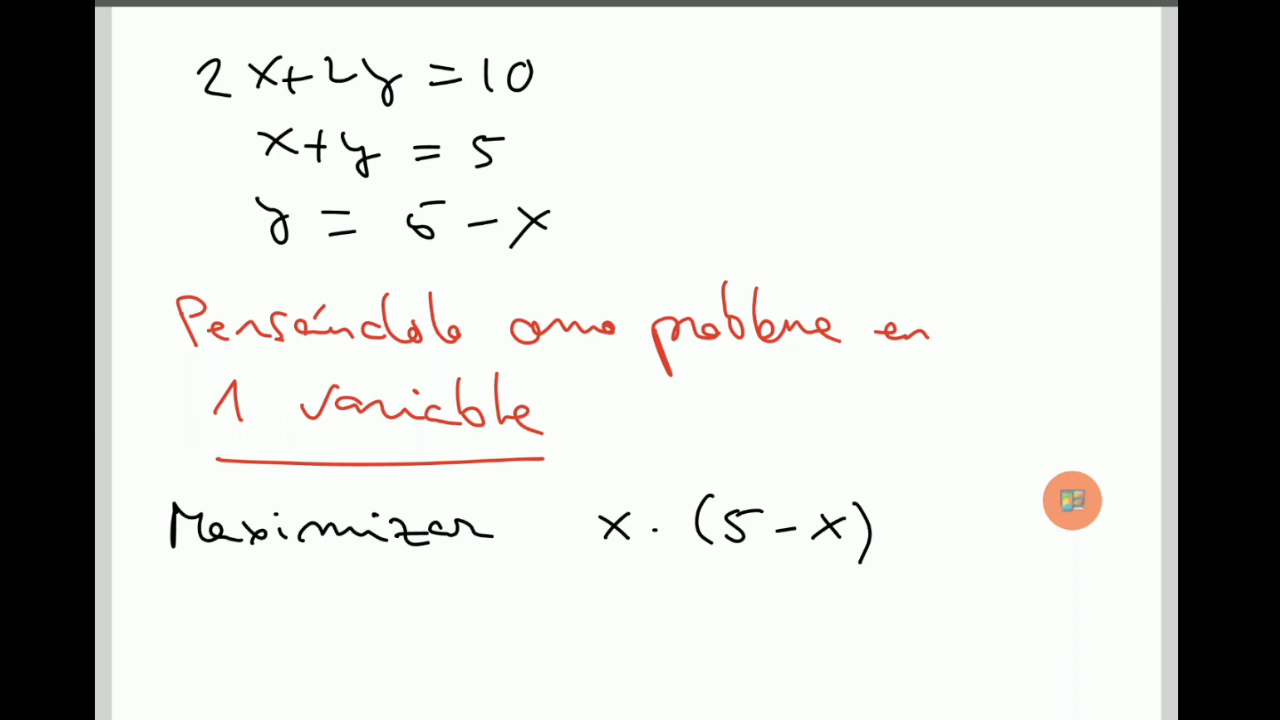 2x+2y = 10
x+y = 5
y = 5 - x
Pensándolo como problema en
1 variable
Maximizar x · (5 - x)